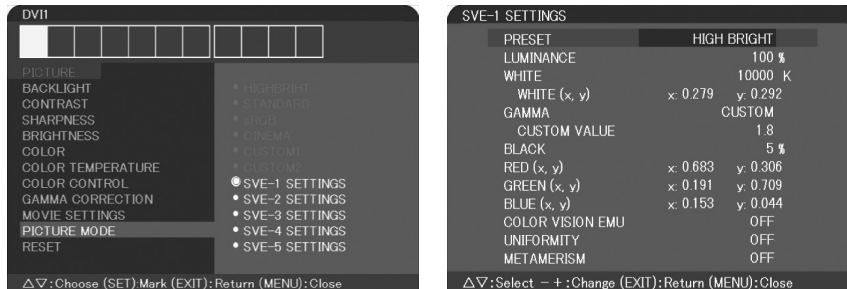 DVI1
PICTURE
BACKLIGHT
CONTRAST
SHARPNESS
BRIGHTNESS
COLOR
COLOR TEMPERATURE
COLOR CONTROL
GAMMA CORRECTION
MOVIE SETTINGS
PICTURE MODE
RESET
• HIGHBRIHT
• STANDARD
• sRGB
• CINEMA
• CUSTOM1
• CUSTOM2
SVE-1 SETTINGS
• SVE-2 SETTINGS
• SVE-3 SETTINGS
• SVE-4 SETTINGS
• SVE-5 SETTINGS
△▽:Choose (SET):Mark (EXIT):Return (MENU):Close
SVE-1 SETTINGS
PRESET HIGH BRIGHT
LUMINANCE 100 %
WHITE 10000 K
WHITE (x, y) x: 0.279 y: 0.292
GAMMA CUSTOM
CUSTOM VALUE 1.8
BLACK 5 %
RED (x, y) x: 0.683 y: 0.306
GREEN (x, y) x: 0.191 y: 0.709
BLUE (x, y) x: 0.153 y: 0.044
COLOR VISION EMU OFF
UNIFORMITY OFF
METAMERISM OFF
△▽:Select －＋:Change (EXIT):Return (MENU):Close